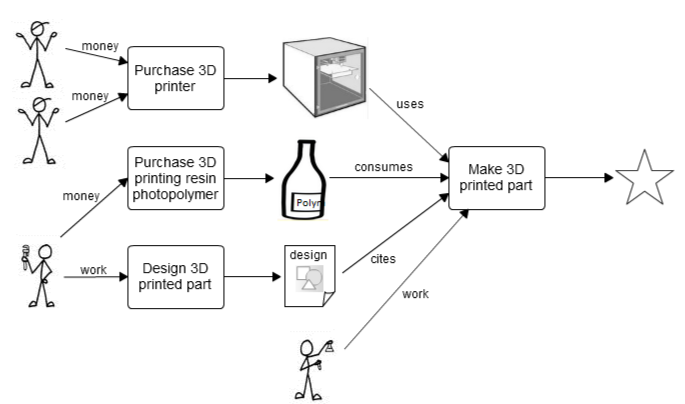 money
Purchase 3D
printer
money
uses
Purchase 3D
printing resin
photopolymer
money
Polyr
consumes
Make 3D
printed part
work
Design 3D
printed part
design
cites
work